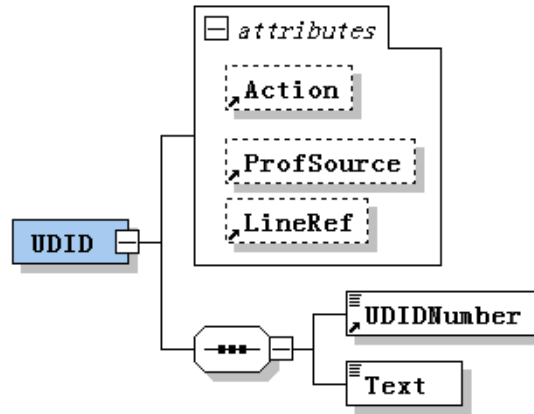 attributes
Action
ProfSource
LineRef
UDID
UDIDNumber
Text